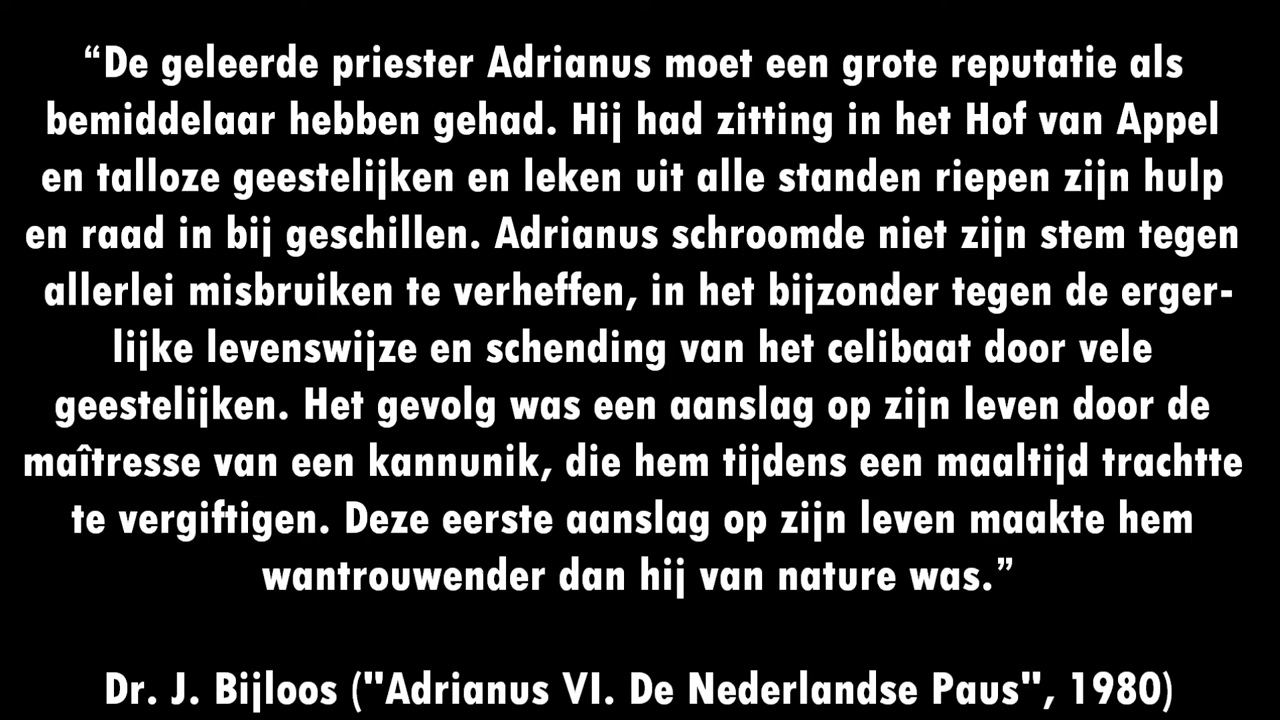 “De geleerde priester Adrianus moet een grote reputatie als
bemiddelaar hebben gehad. Hij had zitting in het Hof van Appel
en talloze geestelijken en leken uit alle standen riepen zijn hulp
en raad in bij geschillen. Adrianus schroomde niet zijn stem tegen
allerlei misbruiken te verheffen, in het bijzonder tegen de erger-
lijke levenswijze en schending van het celibaat door vele
geestelijken. Het gevolg was een aanslag op zijn leven door de
maîtresse van een kannunik, die hem tijdens een maaltijd trachtte
te vergiftigen. Deze eerste aanslag op zijn leven maakte hem
wantrouwender dan hij van nature was.”
Dr. J. Bijloos ("Adrianus VI. De Nederlandse Paus", 1980)